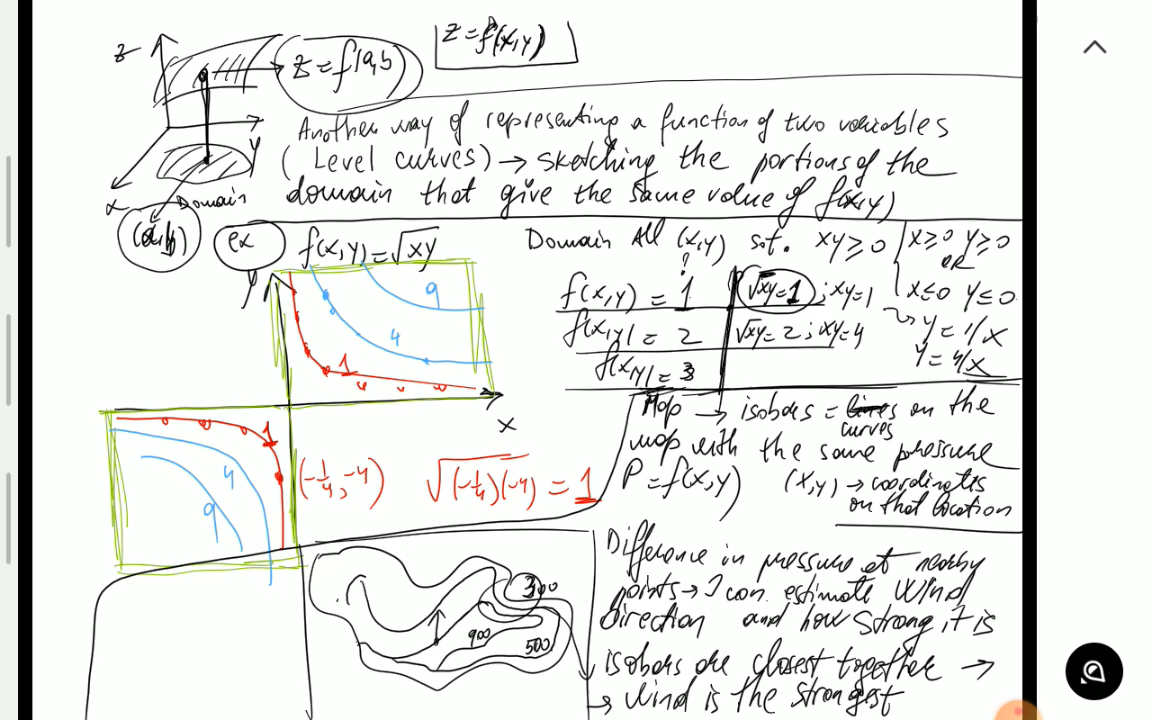 z
z = f(a,b)
z = f(x,y)
y
x
Domain
(a,b)
Another way of representing a function of two variables
(Level curves) → sketching the portions of the
domain that give the same value of f(x,y)
ex
f(x,y) = √xy
Domain All (x,y) s.t. xy ≥ 0
x ≥ 0 y ≥ 0
OR
x ≤ 0 y ≤ 0
f(x,y) = 1
√xy = 1 ; xy = 1
y = 1/x
f(x,y) = 2
√xy = 2 ; xy = 4
y = 4/x
f(x,y) = 3
y
9
4
1
x
1
4
9
(-1/4, -4)
√(-1/4)(-4) = 1
Map → isobars = lines on the
curves
map with the same pressure
P = f(x,y)
(x,y) → coordinates
on that location
300
900
500
Difference in pressure at nearby
points → I can estimate wind
direction and how strong it is
isobars are closest together →
→ wind is the strongest